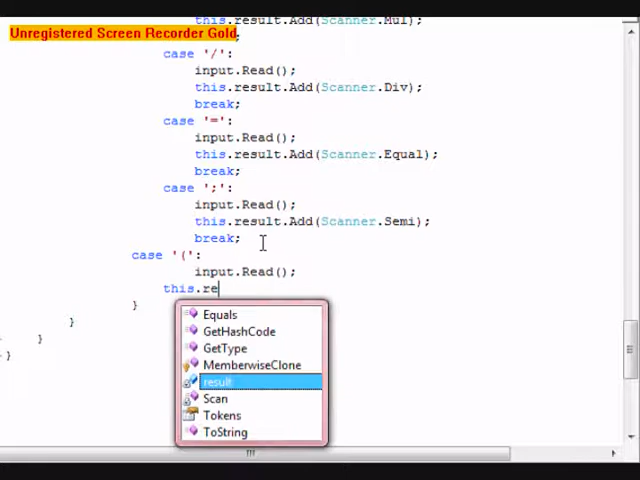 this.result.Add(Scanner.Mul);
Unregistered Screen Recorder Gold;
case '/':
input.Read();
this.result.Add(Scanner.Div);
break;
case '=':
input.Read();
this.result.Add(Scanner.Equal);
break;
case ';':
input.Read();
this.result.Add(Scanner.Semi);
break;
case '(':
input.Read();
this.re
}
}
}
}
Equals
GetHashCode
GetType
MemberwiseClone
result
Scan
Tokens
ToString